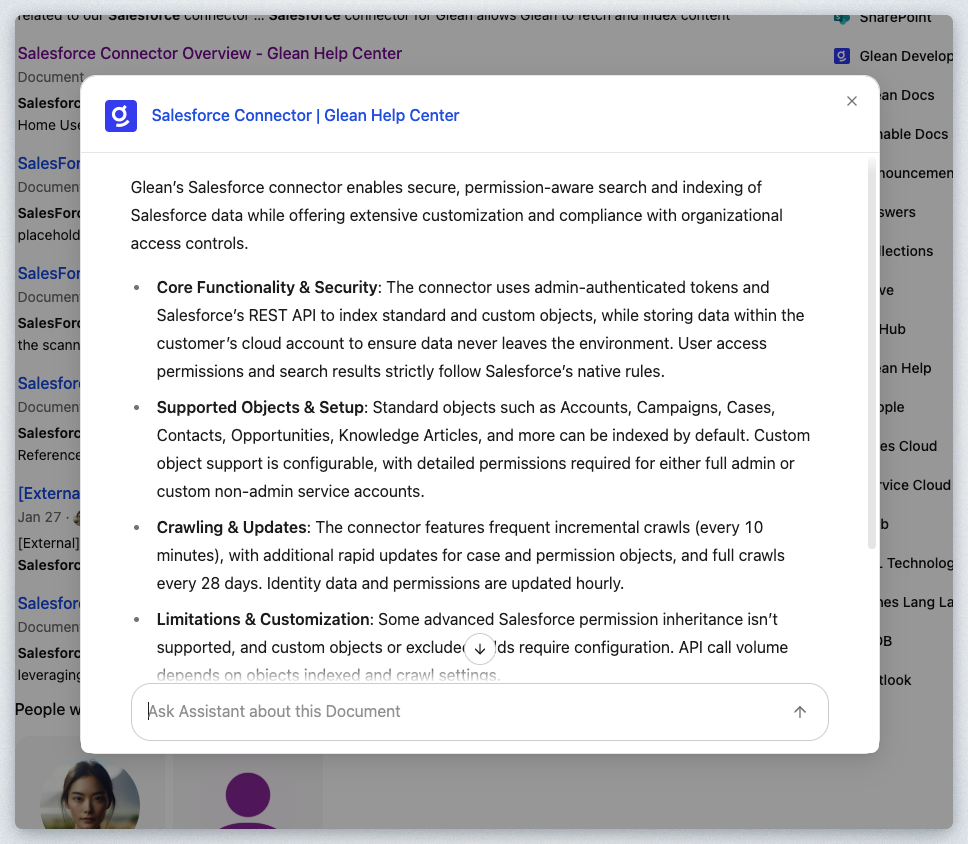 related to our Salesforce connector ... Salesforce connector for Glean allows Glean to fetch and index content
SharePoint
Salesforce Connector Overview - Glean Help Center
Document
Glean Develop
Salesforc
Home Use
ean Docs
SalesFor
Documen
nable Docs
SalesForc
placehold
nouncemen
swers
SalesFor
Documen
llections
SalesForc
the scann
ve
Hub
Salesfor
Documen
ean Help
Salesforc
Reference
ople
es Cloud
[Externa
Jan 27 ·
rvice Cloud
[External]
Salesforc
b
. Technolog
Salesfor
Documen
nes Lang La
Salesforc
leveraging
DB
tlook
People w
Salesforce Connector | Glean Help Center
Glean’s Salesforce connector enables secure, permission-aware search and indexing of
Salesforce data while offering extensive customization and compliance with organizational
access controls.
• Core Functionality & Security: The connector uses admin-authenticated tokens and
Salesforce’s REST API to index standard and custom objects, while storing data within the
customer’s cloud account to ensure data never leaves the environment. User access
permissions and search results strictly follow Salesforce’s native rules.
• Supported Objects & Setup: Standard objects such as Accounts, Campaigns, Cases,
Contacts, Opportunities, Knowledge Articles, and more can be indexed by default. Custom
object support is configurable, with detailed permissions required for either full admin or
custom non-admin service accounts.
• Crawling & Updates: The connector features frequent incremental crawls (every 10
minutes), with additional rapid updates for case and permission objects, and full crawls
every 28 days. Identity data and permissions are updated hourly.
• Limitations & Customization: Some advanced Salesforce permission inheritance isn’t
supported, and custom objects or exclude lds require configuration. API call volume
depends on objects indexed and crawl settings.
Ask Assistant about this Document